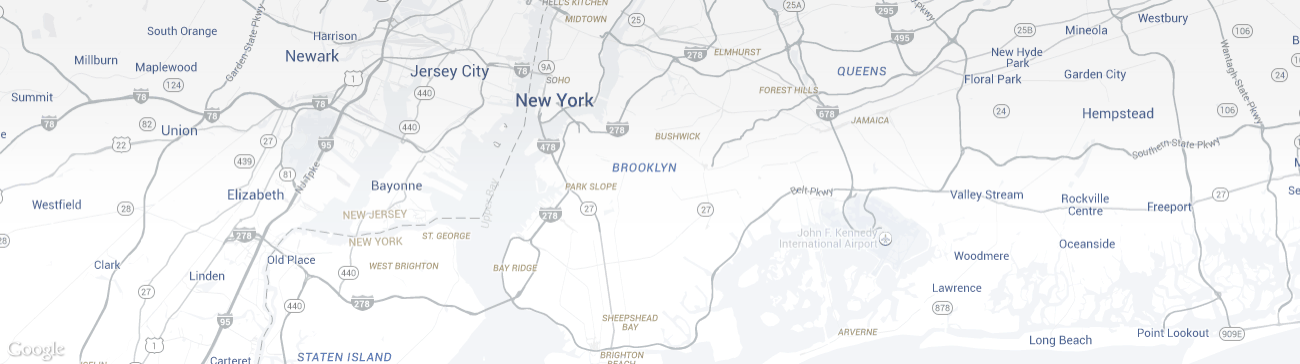 HELL'S KITCHEN
MIDTOWN
25A
295
Westbury
South Orange
Harrison
Garden State Pkwy
25B
Mineola
106
495
Newark
278
ELMHURST
New Hyde
Park
Wantagh State Pkwy
Millburn
Maplewood
1
Jersey City
78
9A
SOHO
QUEENS
Floral Park
Garden City
24
124
440
New York
FOREST HILLS
Summit
78
78
78
78
678
JAMAICA
24
Hempstead
106
82
Union
440
278
BUSHWICK
22
27
95
478
Southern State Pkwy
439
81
NJ Tpke
BROOKLYN
Elizabeth
Bayonne
PARK SLOPE
Belt Pkwy
Valley Stream
27
Westfield
28
NEW JERSEY
Upper Bay
278
27
27
Rockville
Centre
Freeport
278
NEW YORK
ST. GEORGE
John F. Kennedy
International Airport
Oceanside
Clark
Linden
Old Place
440
WEST BRIGHTON
BAY RIDGE
Woodmere
27
440
278
Lawrence
878
95
SHEEPSHEAD
BAY
1
ARVERNE
Long Beach
Point Lookout
909E
Google
Carteret
STATEN ISLAND
BRIGHTON
BEACH